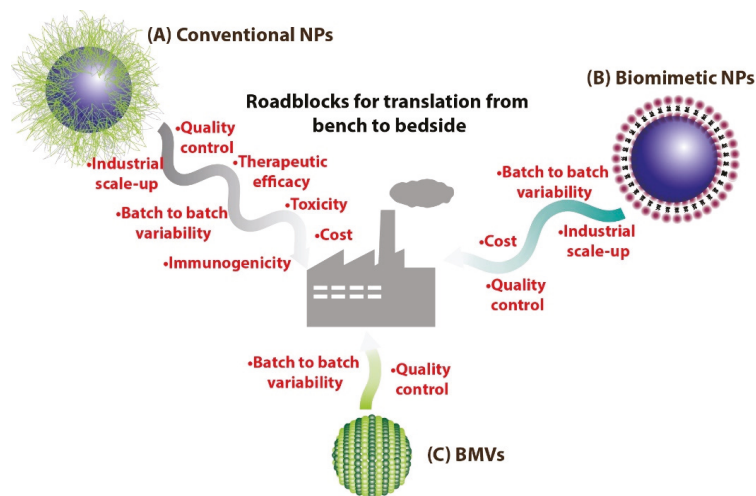 (A) Conventional NPs
(B) Biomimetic NPs
Roadblocks for translation from
bench to bedside
•Quality
control
•Industrial
scale-up
•Therapeutic
efficacy
•Toxicity
•Batch to batch
variability
•Cost
•Immunogenicity
•Batch to batch
variability
•Industrial
scale-up
•Cost
•Quality
control
•Batch to batch
variability
•Quality
control
(C) BMVs